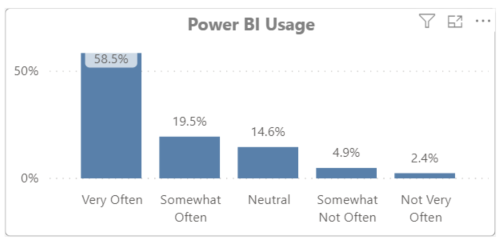 Power BI Usage
58.5%
50%
19.5%
14.6%
4.9%
2.4%
0%
Very Often
Somewhat
Often
Neutral
Somewhat
Not Often
Not Very
Often